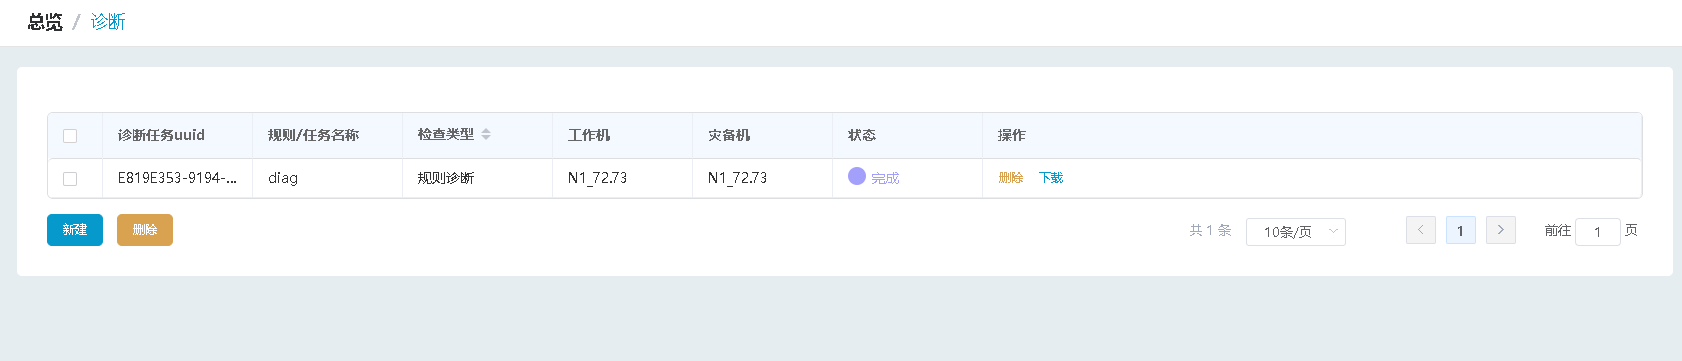 总览 / 诊断
诊断任务uuid 规则/任务名称 检查类型 工作机 灾备机 状态 操作
E819E353-9194-... diag 规则诊断 N1_72.73 N1_72.73 完成 删除 下载
新建 删除 共 1 条 10条/页 1 前往 1 页